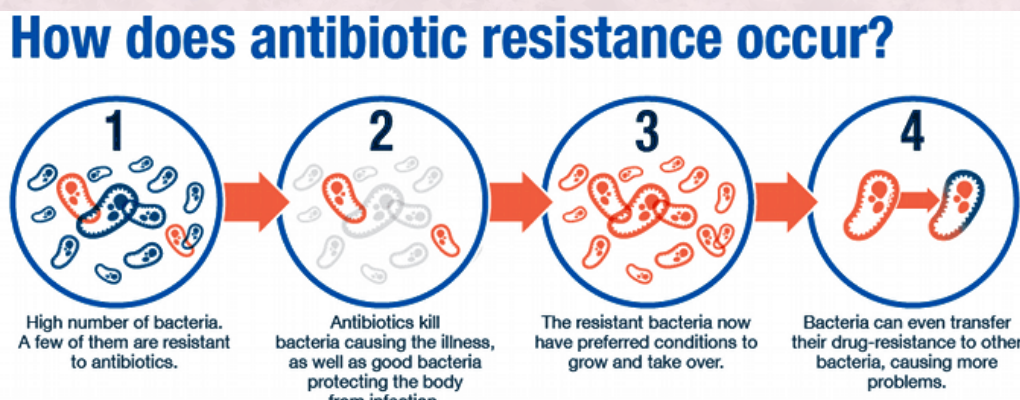 How does antibiotic resistance occur?
1
2
3
4
High number of bacteria.
A few of them are resistant
to antibiotics.
Antibiotics kill
bacteria causing the illness,
as well as good bacteria
protecting the body
from infection.
The resistant bacteria now
have preferred conditions to
grow and take over.
Bacteria can even transfer
their drug-resistance to other
bacteria, causing more
problems.